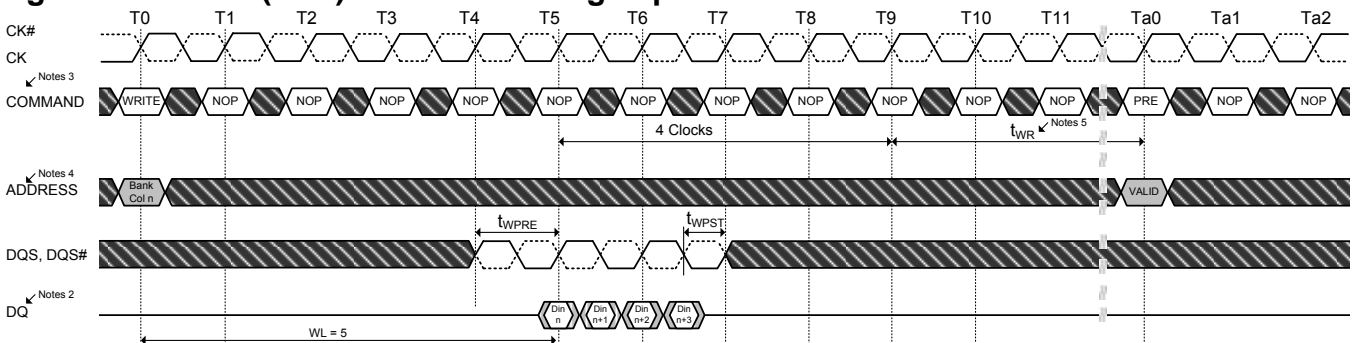 T0 T1 T2 T3 T4 T5 T6 T7 T8 T9 T10 T11 Ta0 Ta1 Ta2
CK#
CK
Notes 3
COMMAND WRITE NOP NOP NOP NOP NOP NOP NOP NOP NOP NOP NOP PRE NOP NOP
4 Clocks tWR Notes 5
Notes 4
ADDRESS Bank Col n VALID
tWPRE tWPST
DQS, DQS#
Notes 2
DQ Din n Din n+1 Din n+2 Din n+3
WL = 5